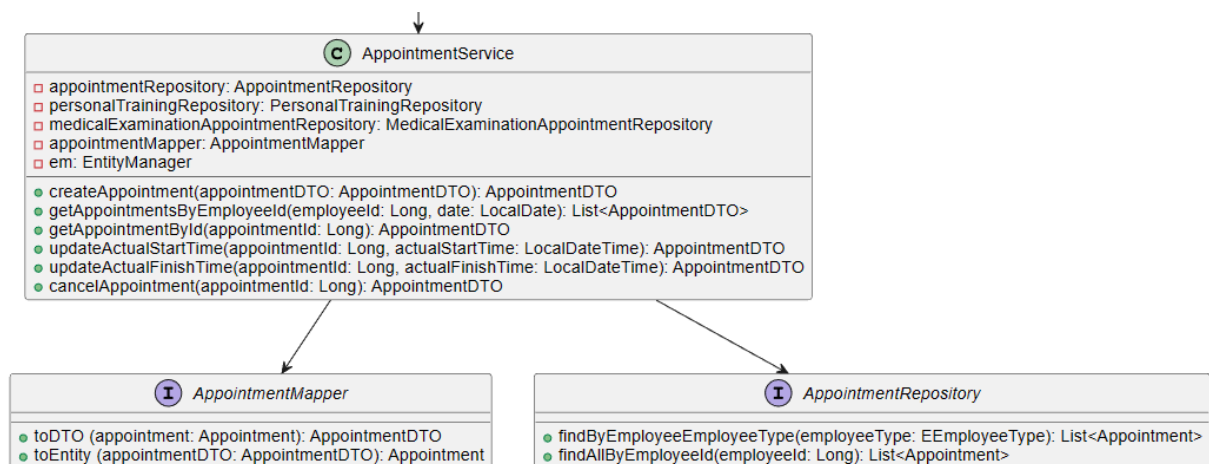 C AppointmentService
appointmentRepository: AppointmentRepository
personalTrainingRepository: PersonalTrainingRepository
medicalExaminationAppointmentRepository: MedicalExaminationAppointmentRepository
appointmentMapper: AppointmentMapper
em: EntityManager
createAppointment(appointmentDTO: AppointmentDTO): AppointmentDTO
getAppointmentsByEmployeeId(employeeId: Long, date: LocalDate): List<AppointmentDTO>
getAppointmentById(appointmentId: Long): AppointmentDTO
updateActualStartTime(appointmentId: Long, actualStartTime: LocalDateTime): AppointmentDTO
updateActualFinishTime(appointmentId: Long, actualFinishTime: LocalDateTime): AppointmentDTO
cancelAppointment(appointmentId: Long): AppointmentDTO
I AppointmentMapper
toDTO (appointment: Appointment): AppointmentDTO
toEntity (appointmentDTO: AppointmentDTO): Appointment
I AppointmentRepository
findByEmployeeEmployeeType(employeeType: EEmployeeType): List<Appointment>
findAllByEmployeeId(employeeId: Long): List<Appointment>